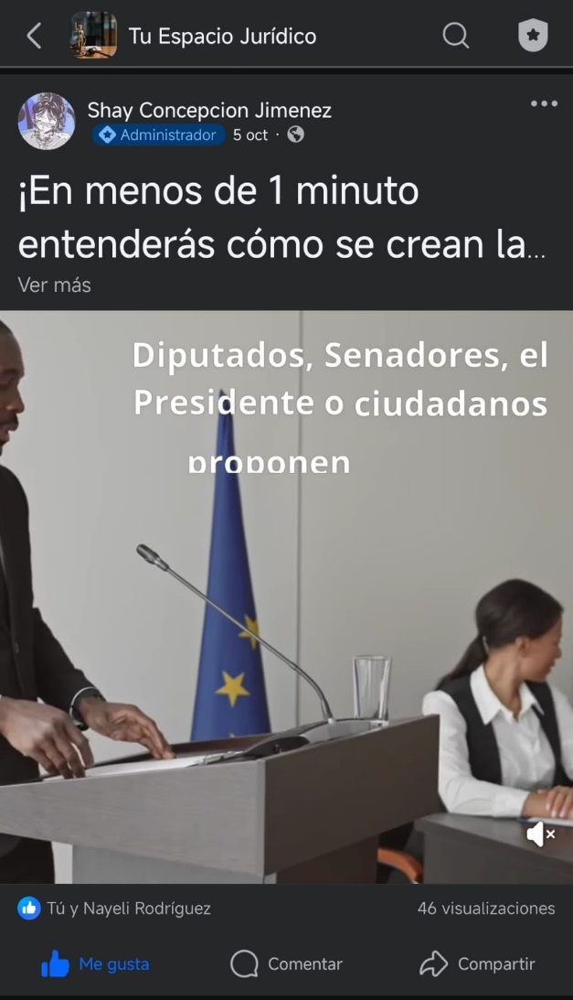 Tu Espacio Jurídico
Shay Concepcion Jimenez
Administrador 5 oct ·
¡En menos de 1 minuto
entenderás cómo se crean la...
Ver más
Diputados, Senadores, el
Presidente o ciudadanos
proponen
Tú y Nayeli Rodríguez 46 visualizaciones
Me gusta Comentar Compartir